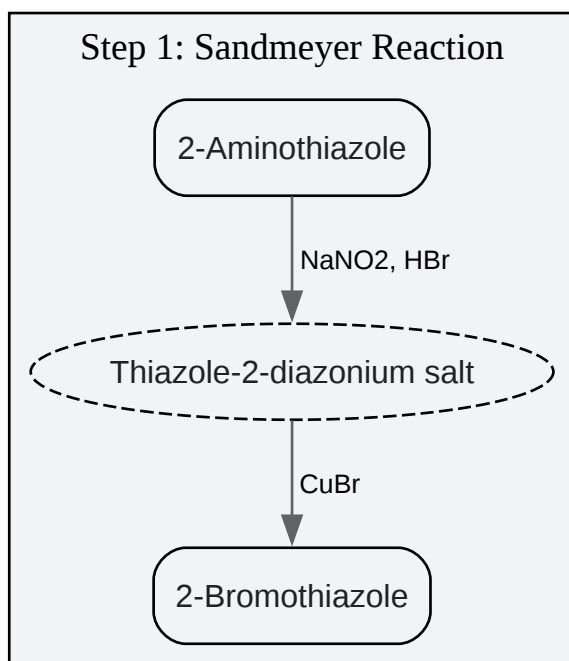 Step 1: Sandmeyer Reaction
2-Aminothiazole
NaNO2, HBr
Thiazole-2-diazonium salt
CuBr
2-Bromothiazole